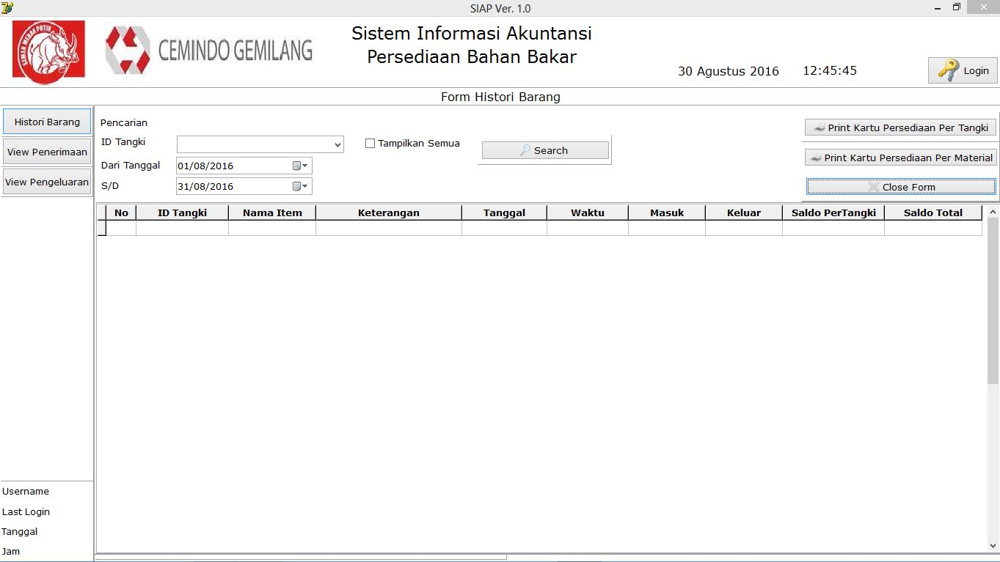 SIAP Ver. 1.0
SEMEN MERAH PUTIH
CEMINDO GEMILANG
Sistem Informasi Akuntansi
Persediaan Bahan Bakar
30 Agustus 2016 12:45:45
Login
Form Histori Barang
Histori Barang
View Penerimaan
View Pengeluaran
Pencarian
ID Tangki
Tampilkan Semua
Search
Dari Tanggal 01/08/2016
S/D 31/08/2016
Print Kartu Persediaan Per Tangki
Print Kartu Persediaan Per Material
Close Form
No ID Tangki Nama Item Keterangan Tanggal Waktu Masuk Keluar Saldo PerTangki Saldo Total
Username
Last Login
Tanggal
Jam